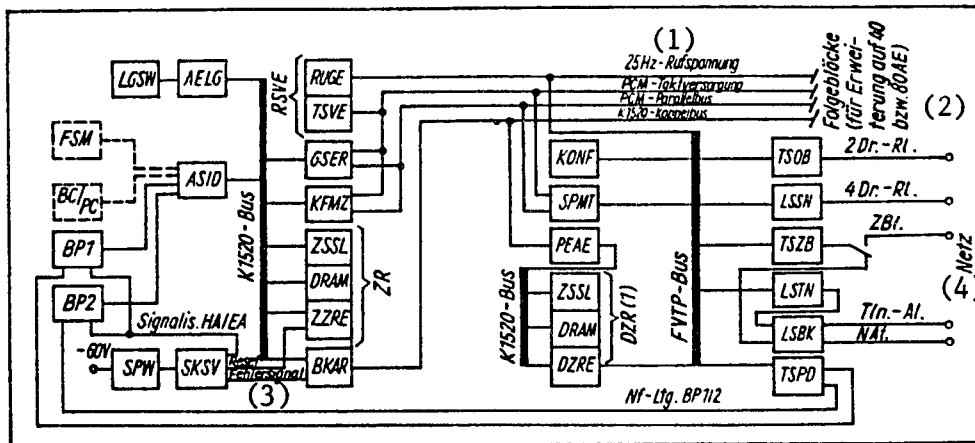 (1)
25Hz-Rufspannung
PCM-Taktversorgung
PCM-Parallelbus
K1520-Koppelbus
Folgeblöcke
(für Erwei-
terung auf 40
bzw. 80AE)
(2)
LGSW
AELG
RSVE
RUGE
TSVE
FSM
BC/PC
ASID
GSER
KFMZ
KONF
SPMT
TSOB
2Dr.-Rl.
LSSN
4Dr.-Rl.
BP1
BP2
K1520-Bus
ZSSL
DRAM
ZZRE
ZR
PEAE
K1520-Bus
ZSSL
DRAM
DZRE
DZR(1)
FVTP-Bus
TSZB
ZBl.
LSTN
Netz
(4)
LSBK
Tln.-Al.
NAl.
Signalis. HA/EA
-60V
SPW
SKSV
Reset
Fehlersignal
(3)
BKAR
TSPD
Nf-Ltg. BP1/2